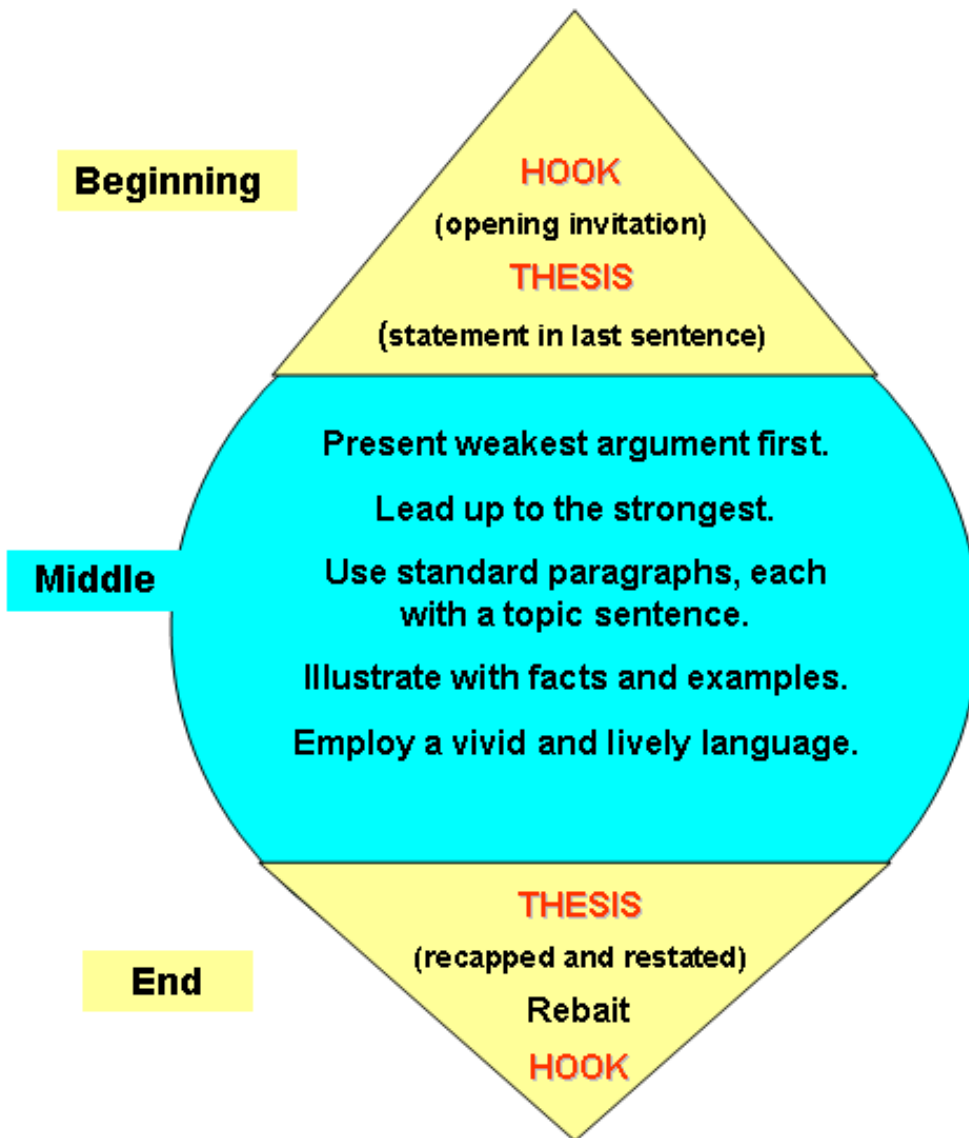 Beginning
HOOK
(opening invitation)
THESIS
(statement in last sentence)
Middle
Present weakest argument first.
Lead up to the strongest.
Use standard paragraphs, each
with a topic sentence.
Illustrate with facts and examples.
Employ a vivid and lively language.
End
THESIS
(recapped and restated)
Rebait
HOOK